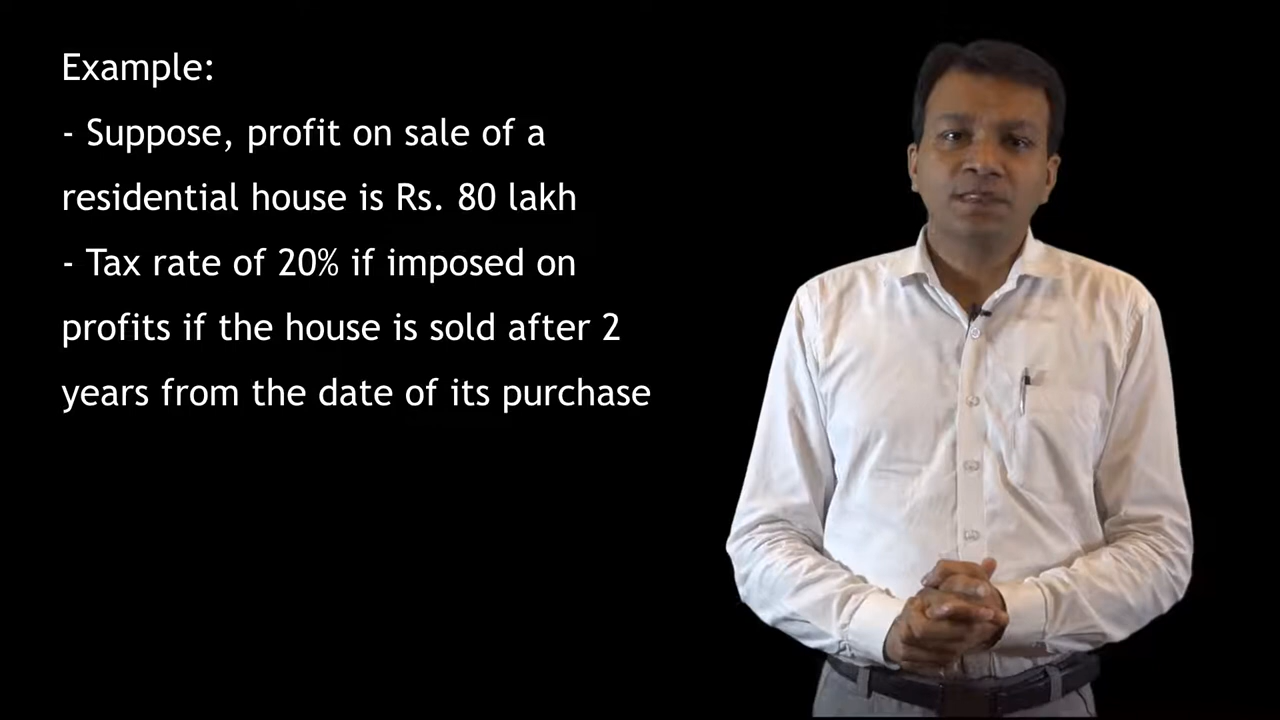 Example:
- Suppose, profit on sale of a
residential house is Rs. 80 lakh
- Tax rate of 20% if imposed on
profits if the house is sold after 2
years from the date of its purchase